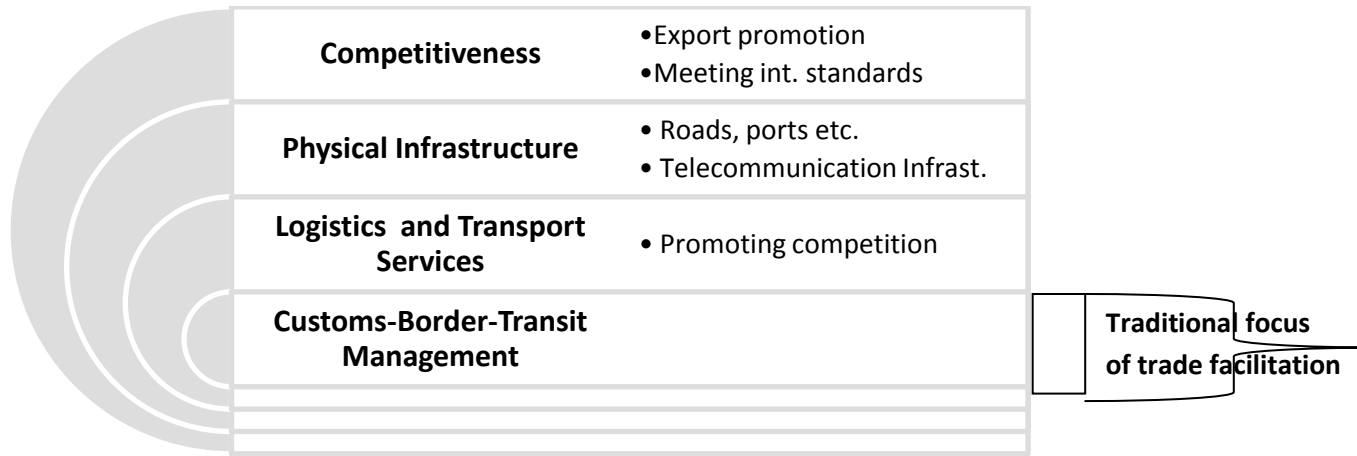 Competitiveness
•Export promotion
•Meeting int. standards
Physical Infrastructure
• Roads, ports etc.
• Telecommunication Infrast.
Logistics and Transport
Services
• Promoting competition
Customs-Border-Transit
Management
Traditional focus
of trade facilitation